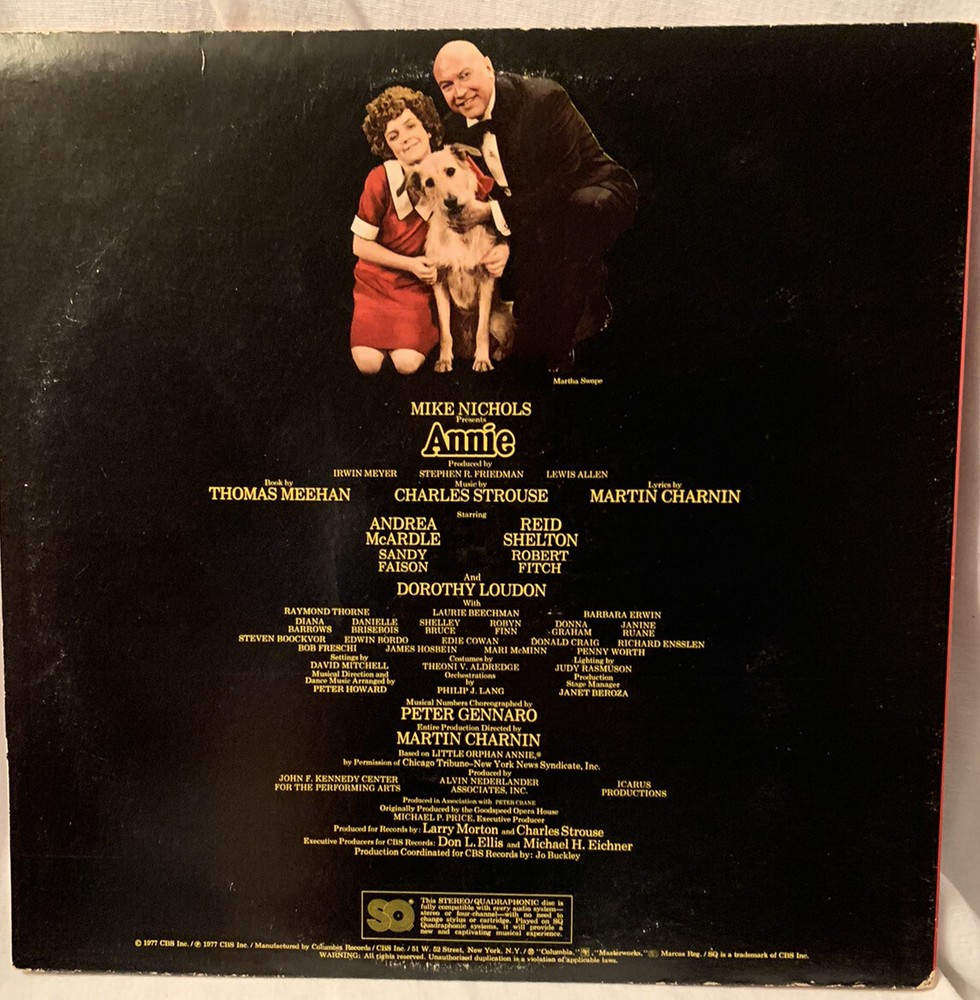 Martha Swope
MIKE NICHOLS
Presents
Annie
Produced by
IRWIN MEYER STEPHEN R. FRIEDMAN LEWIS ALLEN
Book by Music by Lyrics by
THOMAS MEEHAN CHARLES STROUSE MARTIN CHARNIN
Starring
ANDREA McARDLE
REID SHELTON
SANDY FAISON
ROBERT FITCH
And
DOROTHY LOUDON
With
RAYMOND THORNE LAURIE BEECHMAN BARBARA ERWIN
DIANA BARROWS DANIELLE BRISEBOIS SHELLEY BRUCE ROBYN FINN DONNA GRAHAM JANINE RUANE
STEVEN BOOCKVOR EDWIN BORDO EDIE COWAN DONALD CRAIG RICHARD ENSSLEN
BOB FRESCHI JAMES HOSBEIN MARI McMINN PENNY WORTH
Settings by
DAVID MITCHELL
Costumes by
THEONI V. ALDREDGE
Lighting by
JUDY RASMUSON
Musical Direction and
Dance Music Arranged by
PETER HOWARD
Orchestrations
by
PHILIP J. LANG
Production
Stage Manager
JANET BEROZA
Musical Numbers Choreographed by
PETER GENNARO
Entire Production Directed by
MARTIN CHARNIN
Based on LITTLE ORPHAN ANNIE,®
by Permission of Chicago Tribune–New York News Syndicate, Inc.
Produced by
JOHN F. KENNEDY CENTER
FOR THE PERFORMING ARTS
ALVIN NEDERLANDER
ASSOCIATES, INC.
ICARUS
PRODUCTIONS
Produced in Association with PETER CRANE
Originally Produced by the Goodspeed Opera House
MICHAEL P. PRICE, Executive Producer
Produced for Records by: Larry Morton and Charles Strouse
Executive Producers for CBS Records: Don L. Ellis and Michael H. Eichner
Production Coordinated for CBS Records by: Jo Buckley
SQ
This STEREO/QUADRAPHONIC disc is
fully compatible with every audio system—
stereo or four-channel—with no need to
change stylus or cartridge. Played on SQ
Quadraphonic systems, it will provide a
new and captivating musical experience.
© 1977 CBS Inc. / ℗ 1977 CBS Inc. / Manufactured by Columbia Records / CBS Inc. / 51 W. 52 Street, New York, N.Y. / ® "Columbia," "Masterworks," Marcas Reg. / SQ is a trademark of CBS Inc.
WARNING: All rights reserved. Unauthorized duplication is a violation of applicable laws.